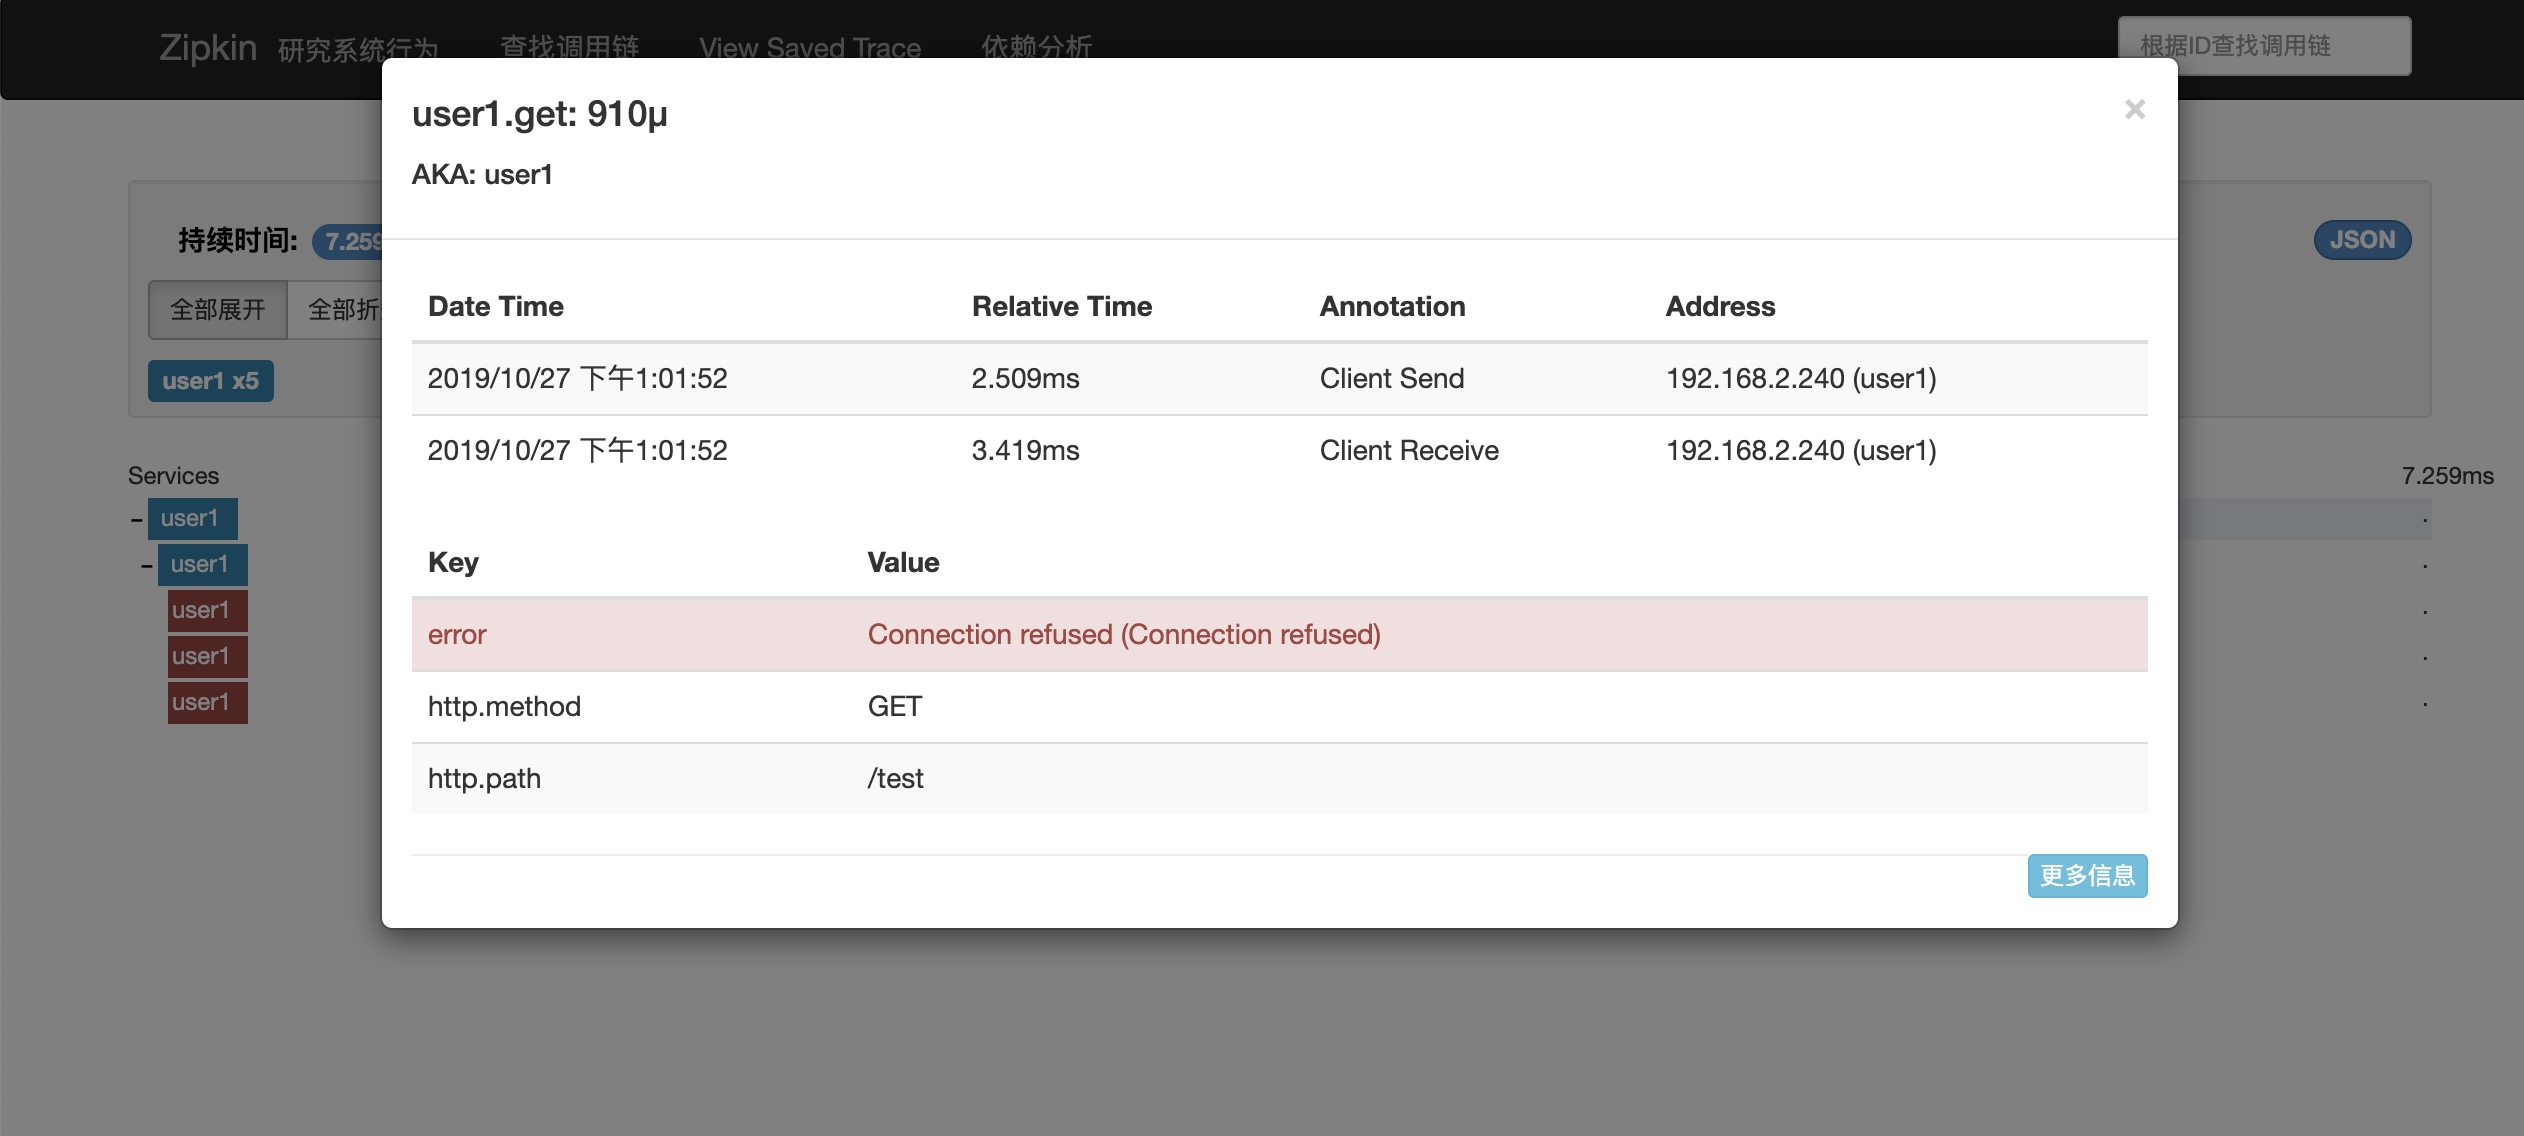 Zipkin 研究系统行为 查找调用链 View Saved Trace 依赖分析 根据ID查找调用链
user1.get: 910μ ×
AKA: user1
持续时间: 7.259 JSON
全部展开 全部折
user1 x5
Date Time Relative Time Annotation Address
2019/10/27 下午1:01:52 2.509ms Client Send 192.168.2.240 (user1)
2019/10/27 下午1:01:52 3.419ms Client Receive 192.168.2.240 (user1)
Services 7.259ms
− user1
− user1
user1
user1
user1
Key Value
error Connection refused (Connection refused)
http.method GET
http.path /test
更多信息